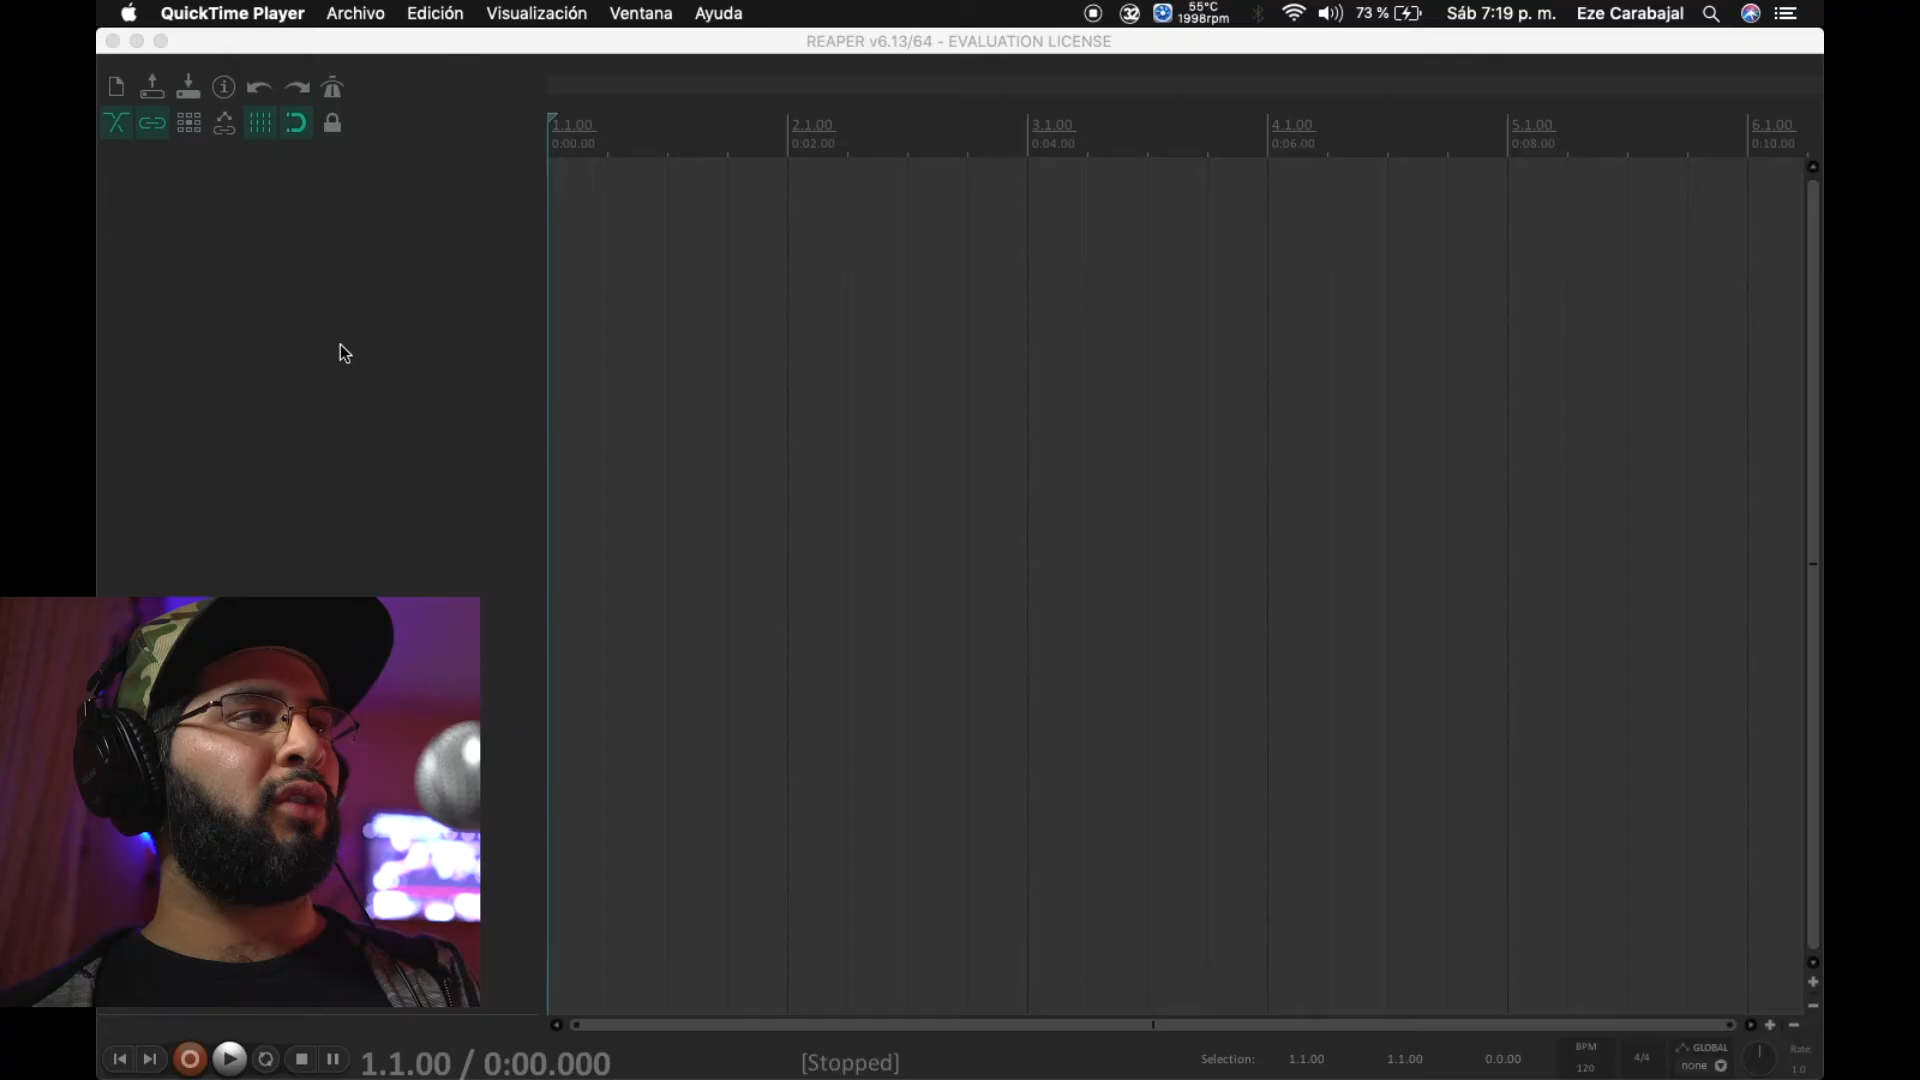 QuickTime Player Archivo Edición Visualización Ventana Ayuda
32 55°C 1998rpm 73 % Sáb 7:19 p. m. Eze Carabajal
REAPER v6.13/64 - EVALUATION LICENSE
1.1.00 2.1.00 3.1.00 4.1.00 5.1.00 6.1.00
0:00.00 0:02.00 0:04.00 0:06.00 0:08.00 0:10.00
1.1.00 / 0:00.000 [Stopped] Selection: 1.1.00 1.1.00 0.0.00
BPM
120
4/4
GLOBAL
none
Rate:
1.0